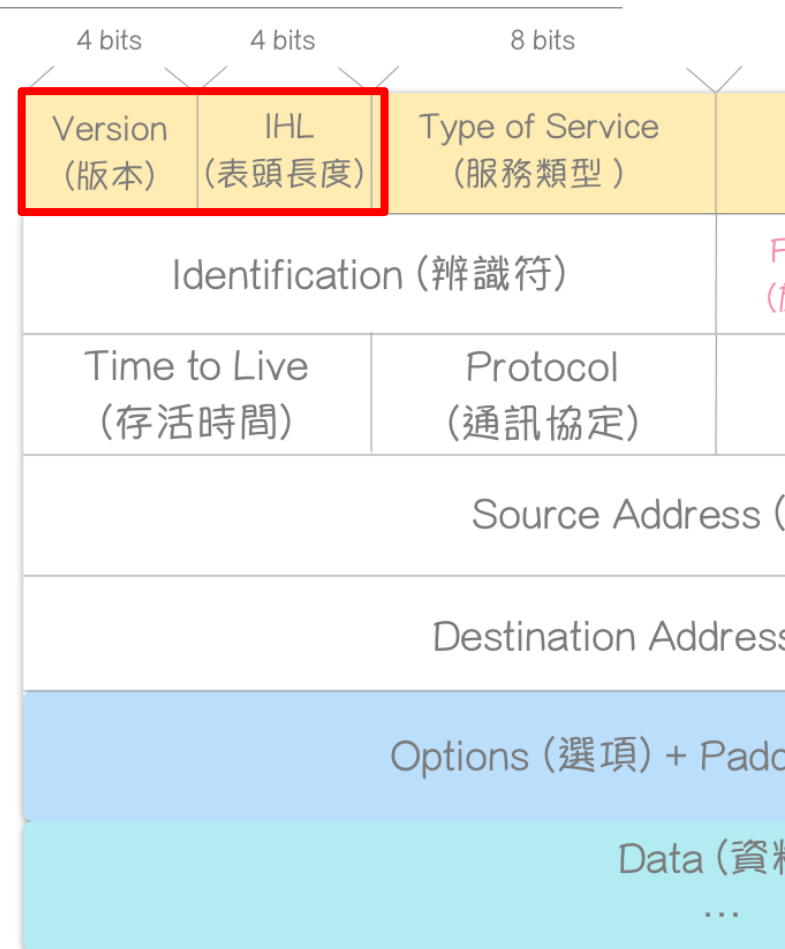 4 bits 4 bits 8 bits
Version IHL Type of Service
(版本) (表頭長度) (服務類型)
Identification (辨識符)
Time to Live Protocol
(存活時間) (通訊協定)
Source Address (
Destination Address
Options (選項) +
Data (資料
...